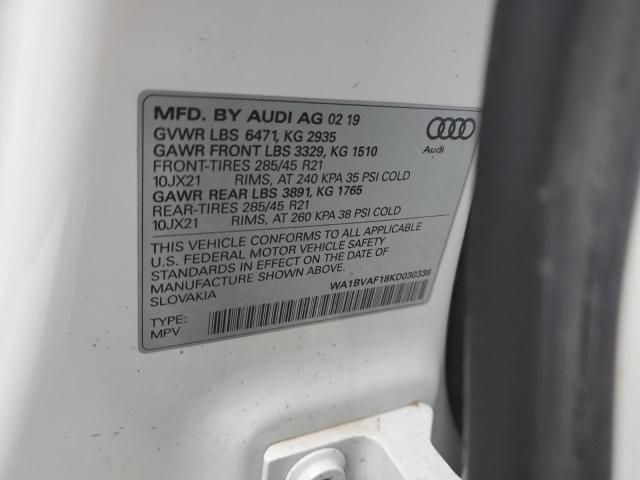 MFD. BY AUDI AG 02 19
GVWR LBS 6471, KG 2935
GAWR FRONT LBS 3329, KG 1510
FRONT-TIRES 285/45 R21
10JX21 RIMS, AT 240 KPA 35 PSI COLD
GAWR REAR LBS 3891, KG 1765
REAR-TIRES 285/45 R21
10JX21 RIMS, AT 260 KPA 38 PSI COLD
Audi
THIS VEHICLE CONFORMS TO ALL APPLICABLE
U.S. FEDERAL MOTOR VEHICLE SAFETY
STANDARDS IN EFFECT ON THE DATE OF
MANUFACTURE SHOWN ABOVE.
SLOVAKIA
WA1BVAF18KD030336
TYPE:
MPV